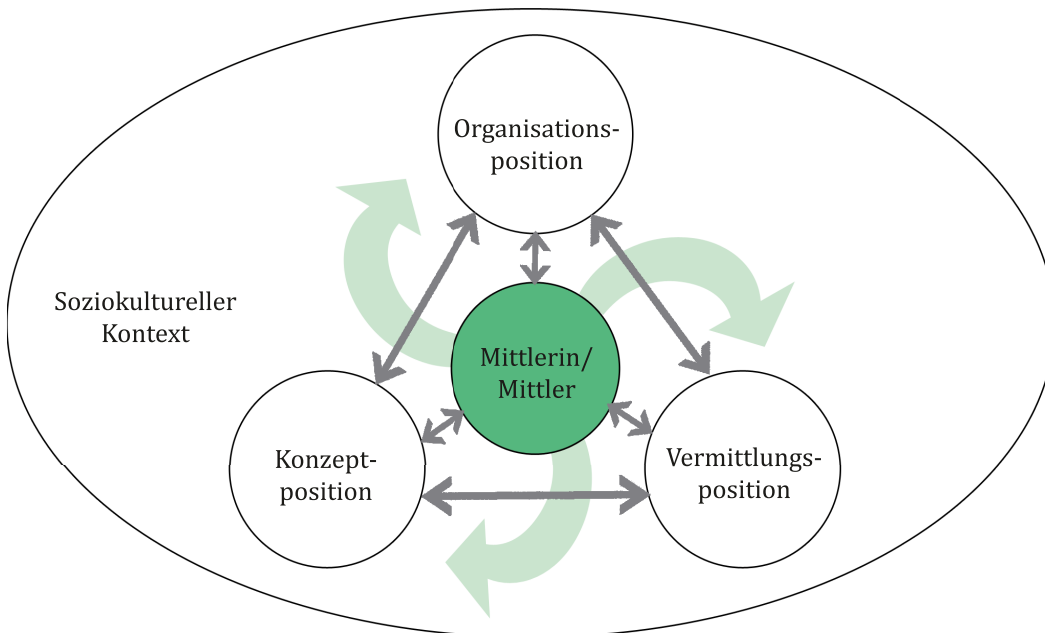 Organisations-
position
Soziokultureller
Kontext
Mittlerin/
Mittler
Konzept-
position
Vermittlungs-
position